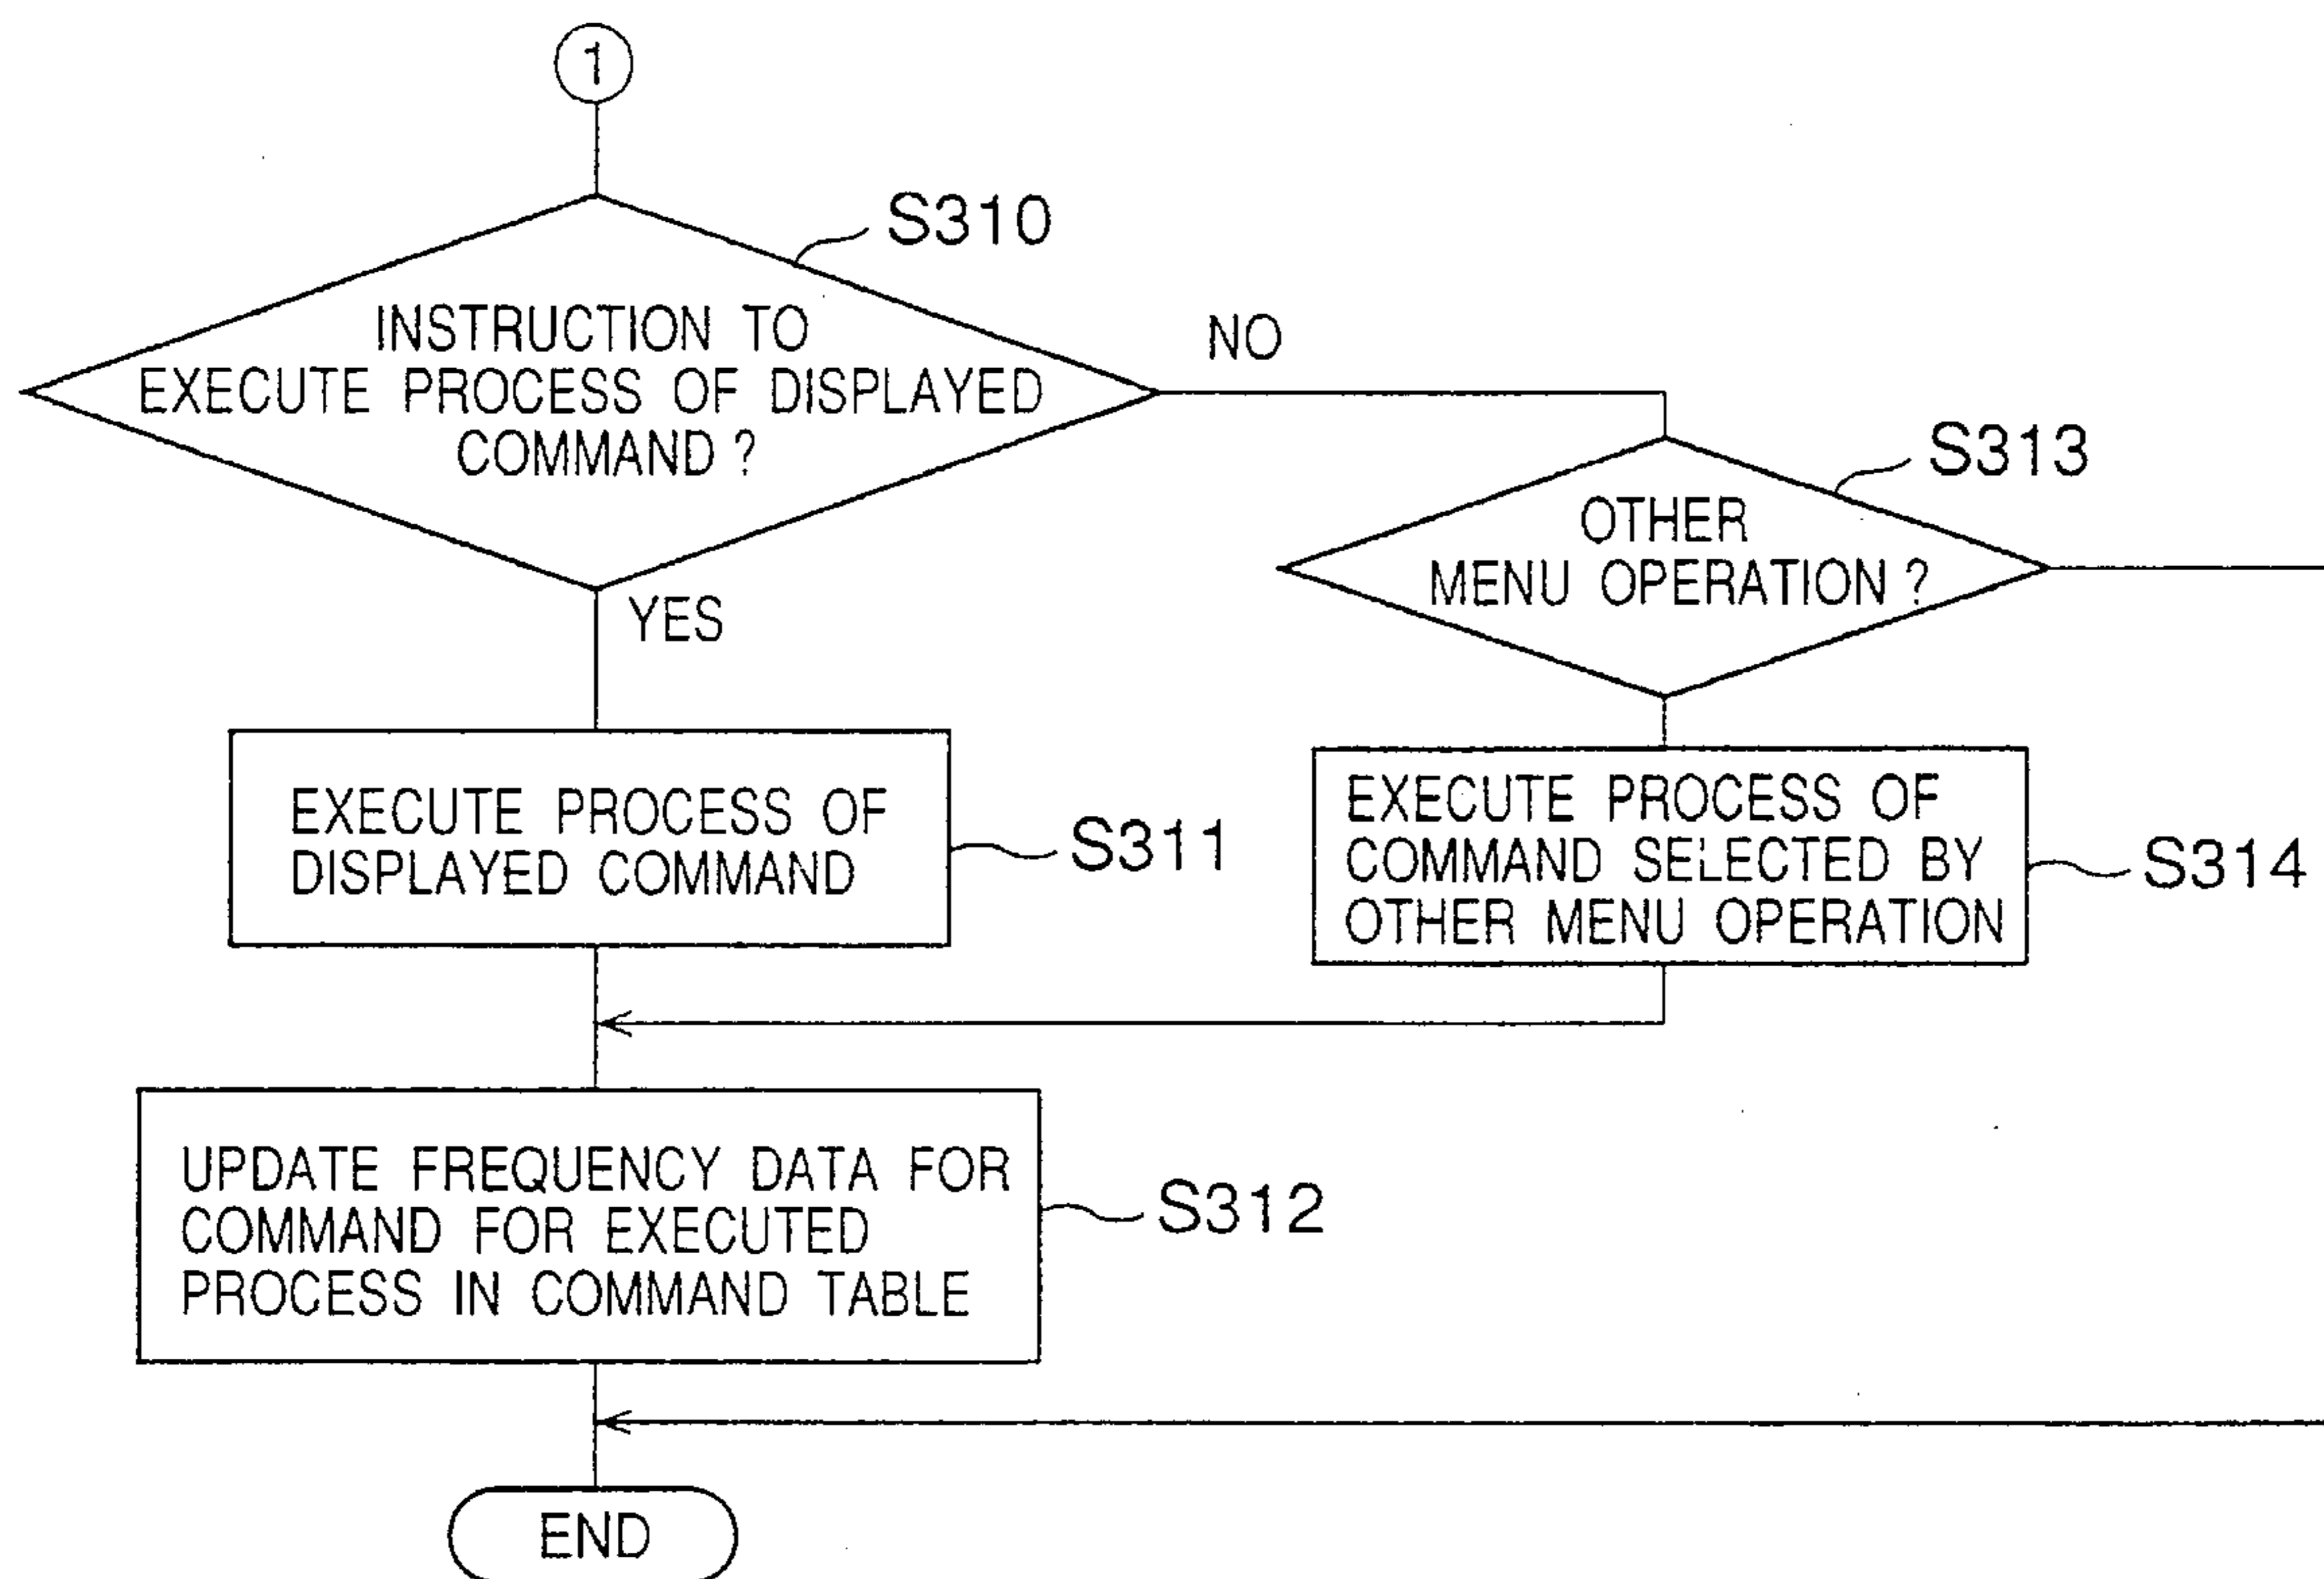 1
S310
INSTRUCTION TO
EXECUTE PROCESS OF DISPLAYED
COMMAND ?
NO
YES
S313
OTHER
MENU OPERATION ?
EXECUTE PROCESS OF
DISPLAYED COMMAND
S311
EXECUTE PROCESS OF
COMMAND SELECTED BY
OTHER MENU OPERATION
S314
UPDATE FREQUENCY DATA FOR
COMMAND FOR EXECUTED
PROCESS IN COMMAND TABLE
S312
END